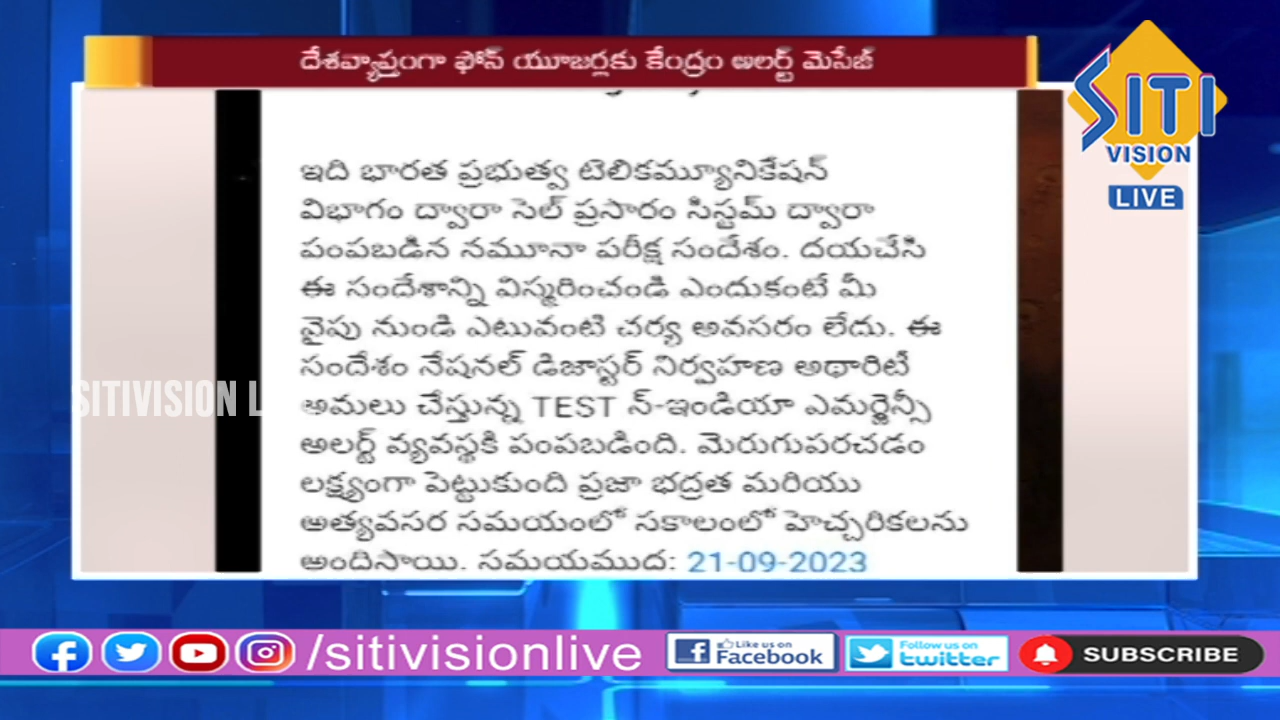 దేశవ్యాప్తంగా ఫోన్ యూజర్లకు కేంద్రం అలర్ట్ మెసేజ్
SITI
VISION
LIVE
ఇది భారత ప్రభుత్వ టెలికమ్యూనికేషన్
విభాగం ద్వారా సెల్ ప్రసారం సిస్టమ్ ద్వారా
పంపబడిన నమూనా పరీక్ష సందేశం. దయచేసి
ఈ సందేశాన్ని విస్మరించండి ఎందుకంటే మీ
వైపు నుండి ఎటువంటి చర్య అవసరం లేదు. ఈ
సందేశం నేషనల్ డిజాస్టర్ నిర్వహణ అథారిటీ
SITIVISION L
అమలు చేస్తున్న TEST న్-ఇండియా ఎమర్జెన్సీ
అలర్ట్ వ్యవస్థకి పంపబడింది. మెరుగుపరచడం
లక్ష్యంగా పెట్టుకుంది ప్రజా భద్రత మరియు
అత్యవసర సమయంలో సకాలంలో హెచ్చరికలను
అందిసాయి. సమయముద: 21-09-2023
/sitivisionlive
Like us on
Facebook
Follow us on
twitter
SUBSCRIBE